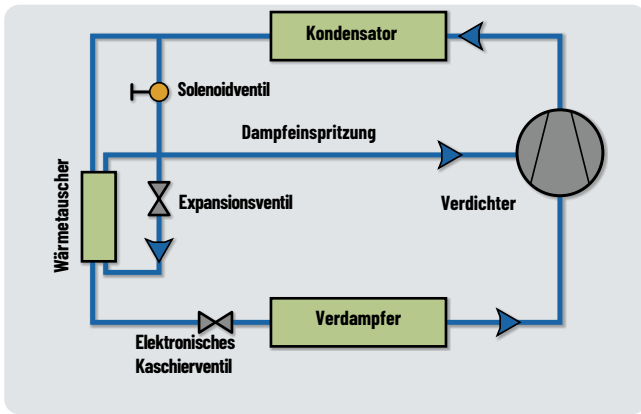 Kondensator
Solenoidventil
Dampfeinspritzung
Wärmetauscher
Expansionsventil
Verdichter
Verdampfer
Elektronisches
Kaschierventil